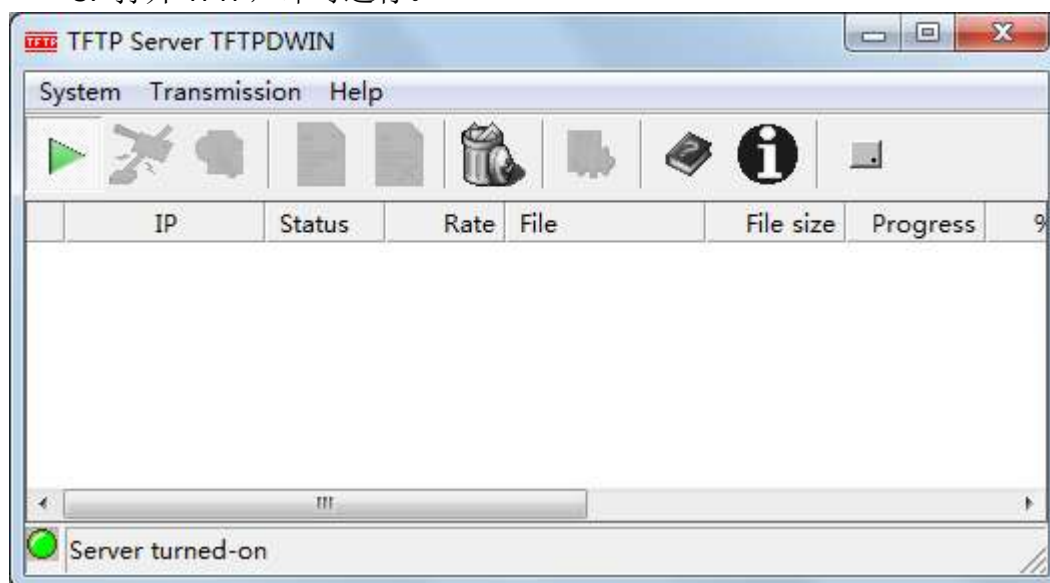 TFTP Server TFTPDWIN
System Transmission Help
IP Status Rate File File size Progress %
Server turned-on